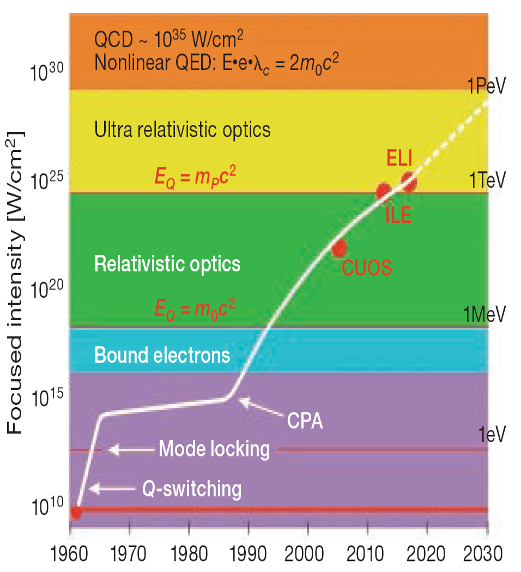 QCD ~ 10³⁵ W/cm²
Nonlinear QED: E•e•λc = 2m₀c²
10³⁰
1PeV
Ultra relativistic optics
ELI
10²⁵
E_Q = m_Pc²
1TeV
ILE
Relativistic optics
CUOS
10²⁰
E_Q = m₀c²
1MeV
Bound electrons
10¹⁵
CPA
1eV
Mode locking
Q-switching
10¹⁰
Focused intensity [W/cm²]
1960 1970 1980 1990 2000 2010 2020 2030